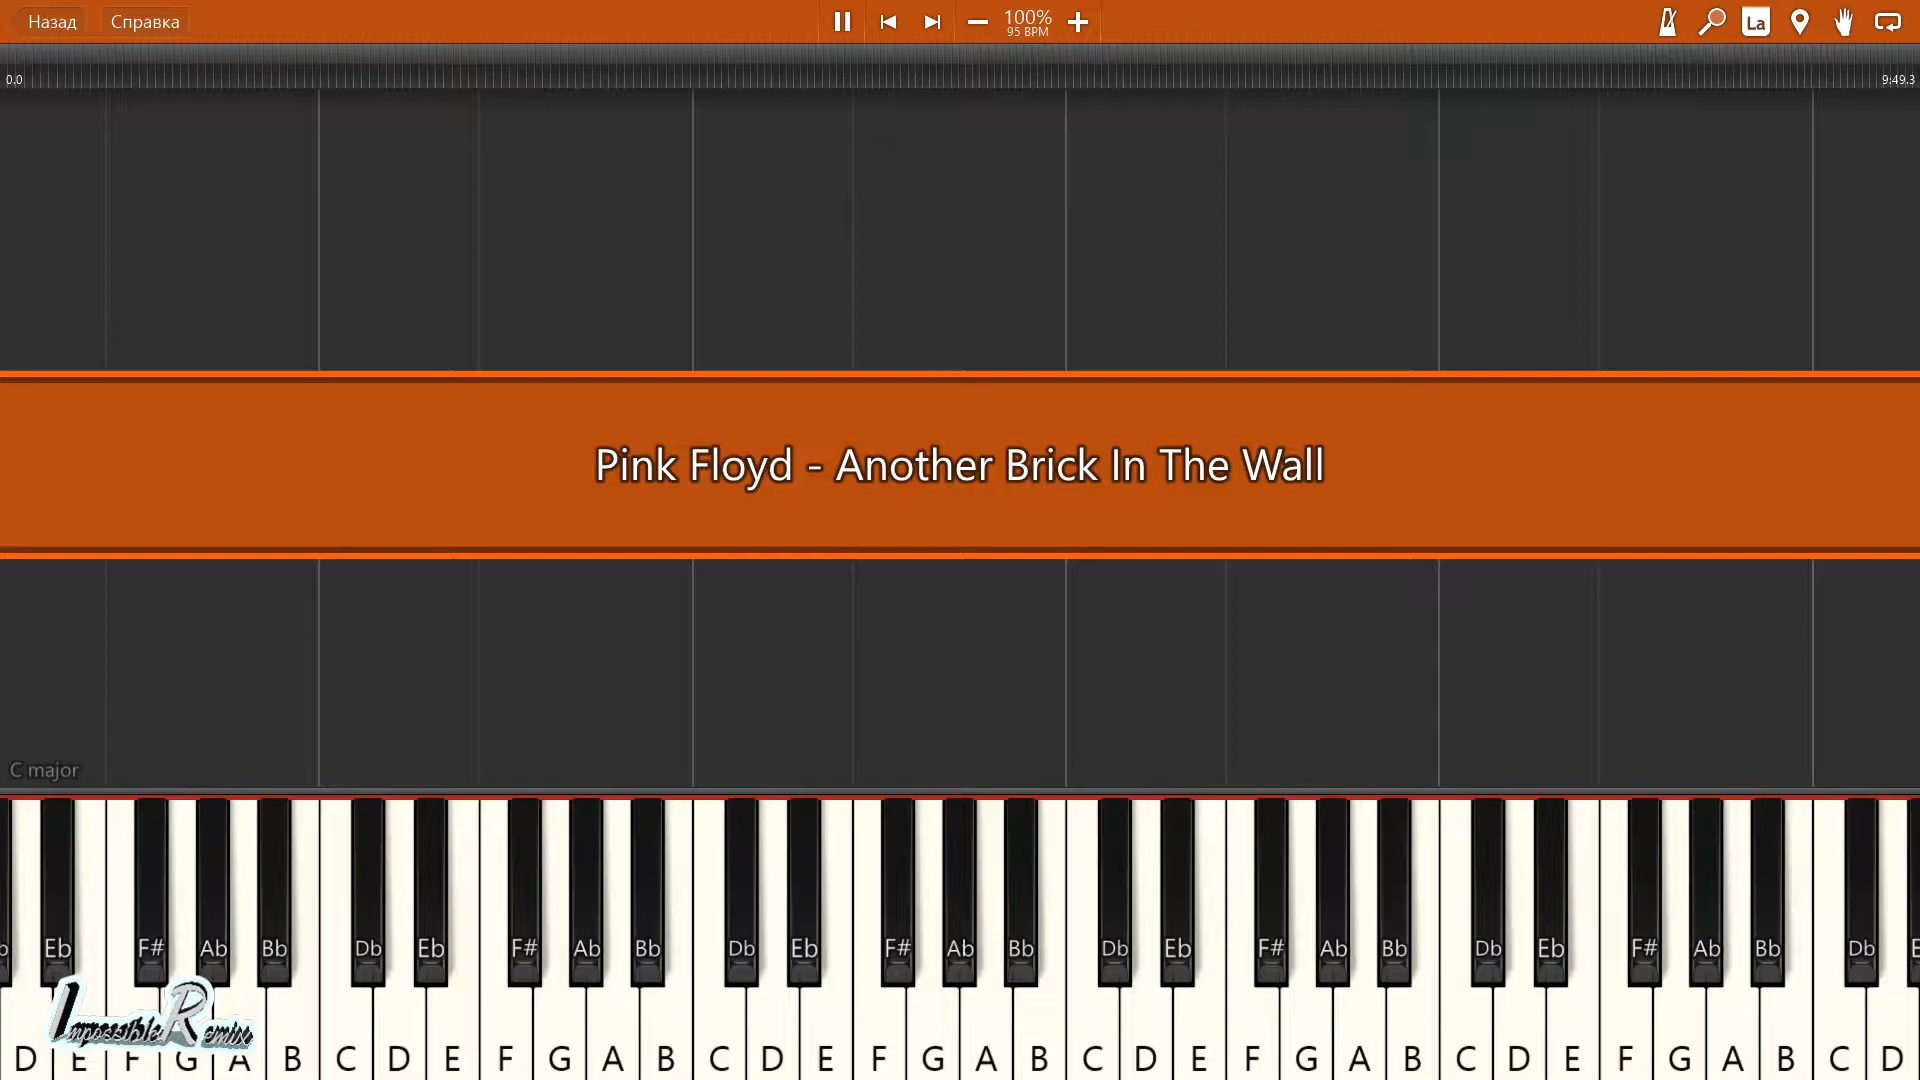 Назад Справка 100% 95 BPM La
0.0 9:49.3
Pink Floyd - Another Brick In The Wall
C major
Eb F# Ab Bb Db Eb F# Ab Bb Db Eb F# Ab Bb Db Eb F# Ab Bb Db Eb F# Ab Bb Db
Impossible Remix
D E F G A B C D E F G A B C D E F G A B C D E F G A B C D E F G A B C D